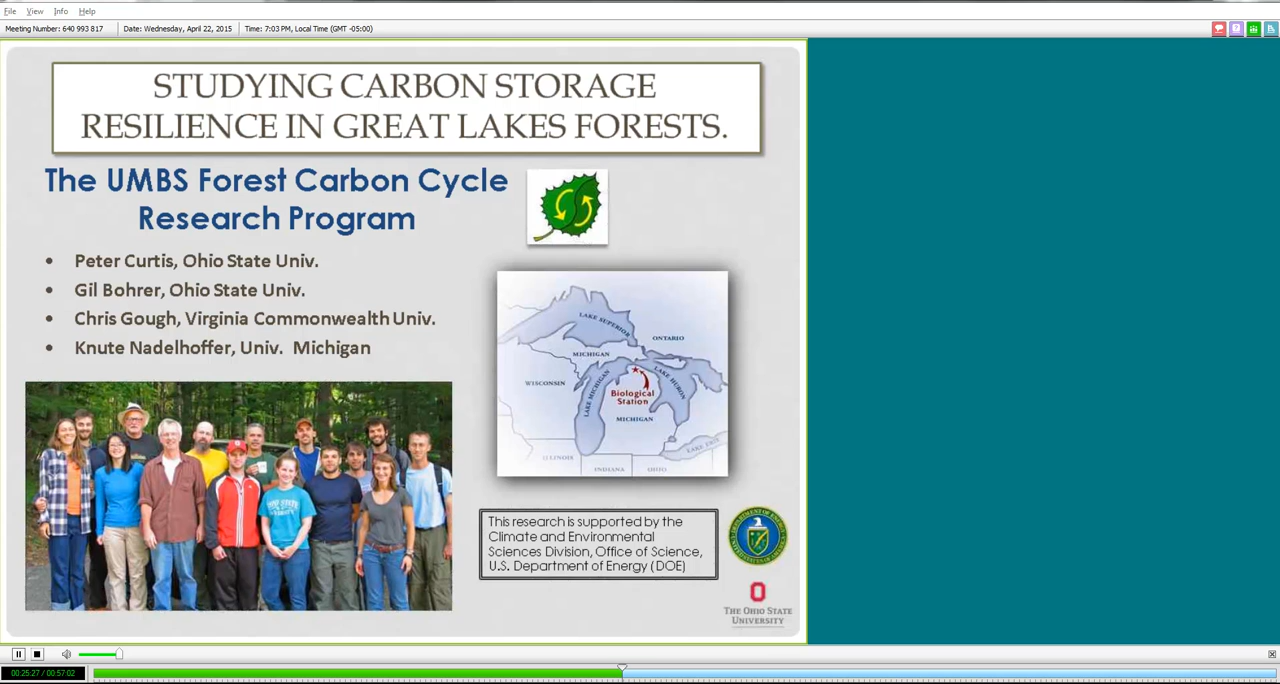 File View Info Help
Meeting Number: 640 993 817 Date: Wednesday, April 22, 2015 Time: 7:03 PM, Local Time (GMT -05:00)
STUDYING CARBON STORAGE
RESILIENCE IN GREAT LAKES FORESTS.
The UMBS Forest Carbon Cycle
Research Program
• Peter Curtis, Ohio State Univ.
• Gil Bohrer, Ohio State Univ.
• Chris Gough, Virginia Commonwealth Univ.
• Knute Nadelhoffer, Univ. Michigan
LAKE SUPERIOR
ONTARIO
MICHIGAN
WISCONSIN
LAKE MICHIGAN
LAKE HURON
Biological
Station
MICHIGAN
LAKE ERIE
ILLINOIS
INDIANA
OHIO
This research is supported by the
Climate and Environmental
Sciences Division, Office of Science,
U.S. Department of Energy (DOE)
THE OHIO STATE
UNIVERSITY
00:25:27 / 00:57:02